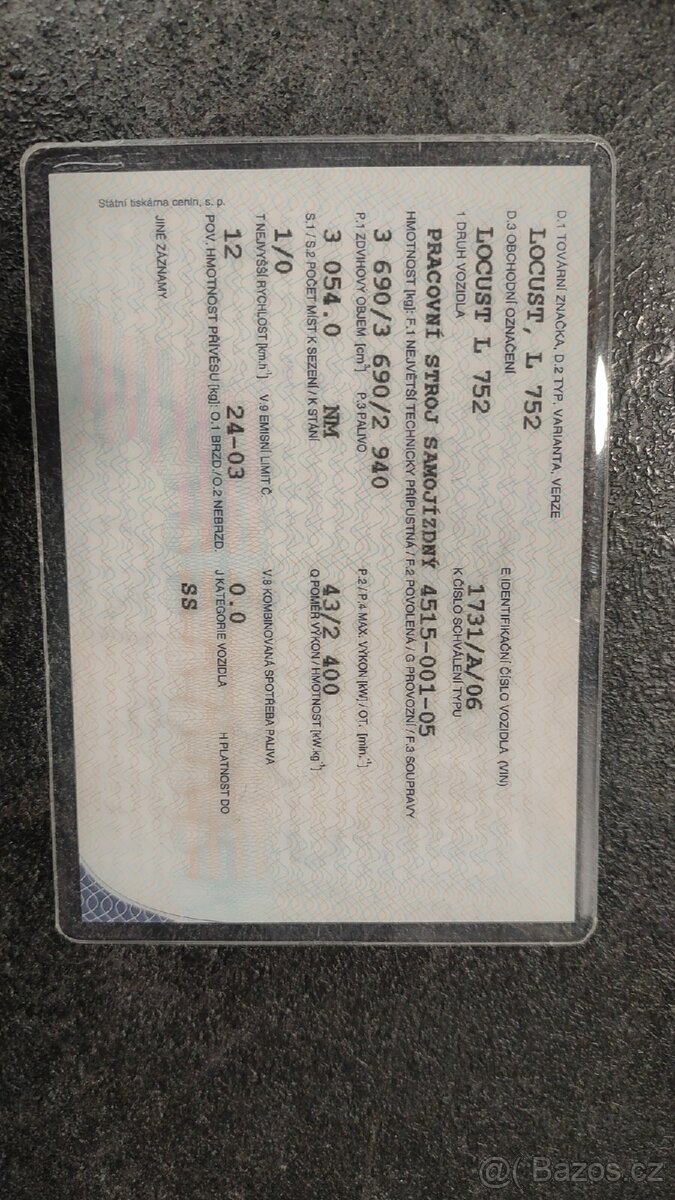 D.1 TOVÁRNÍ ZNAČKA, D.2 TYP, VARIANTA, VERZE
LOCUST, L 752
D.3 OBCHODNÍ OZNAČENÍ E IDENTIFIKAČNÍ ČÍSLO VOZIDLA (VIN)
LOCUST L 752 1731/A/06
1 DRUH VOZIDLA K ČÍSLO SCHVÁLENÍ TYPU
PRACOVNÍ STROJ SAMOJÍZDNÝ 4515-001-05
HMOTNOST [kg]: F.1 NEJVĚTŠÍ TECHNICKY PŘÍPUSTNÁ / F.2 POVOLENÁ / G PROVOZNÍ / F.3 SOUPRAVY
3 690/3 690/2 940
P.1 ZDVIHOVÝ OBJEM [cm³] P.3 PALIVO P.2 / P.4 MAX. VÝKON [kW] / OT. [min.⁻¹]
3 054.0 NM 43/2 400
S.1 / S.2 POČET MÍST K SEZENÍ / K STÁNÍ Q POMĚR VÝKON / HMOTNOST [kW.kg⁻¹]
1/0
T NEJVYŠŠÍ RYCHLOST [km.h⁻¹] V.9 EMISNÍ LIMIT Č. V.8 KOMBINOVANÁ SPOTŘEBA PALIVA
12 24-03 0.0
POV. HMOTNOST PŘÍVĚSU [kg]: O.1 BRZD./O.2 NEBRZD. J KATEGORIE VOZIDLA H PLATNOST DO
SS
JINÉ ZÁZNAMY
Státní tiskárna cenin, s. p.
@( Bazos.cz